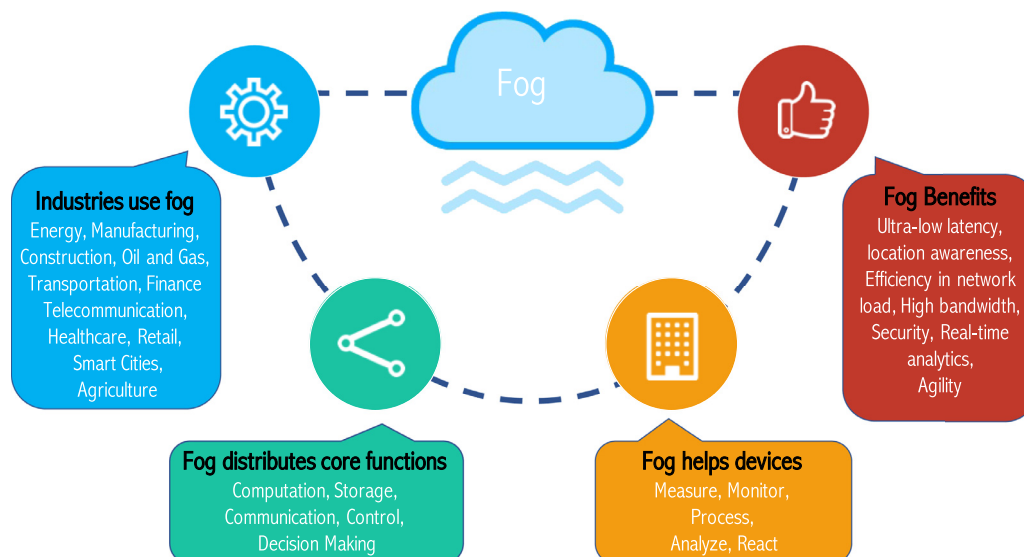 Fog
Industries use fog
Energy, Manufacturing,
Construction, Oil and Gas,
Transportation, Finance
Telecommunication,
Healthcare, Retail,
Smart Cities,
Agriculture
Fog distributes core functions
Computation, Storage,
Communication, Control,
Decision Making
Fog helps devices
Measure, Monitor,
Process,
Analyze, React
Fog Benefits
Ultra-low latency,
location awareness,
Efficiency in network
load, High bandwidth,
Security, Real-time
analytics,
Agility